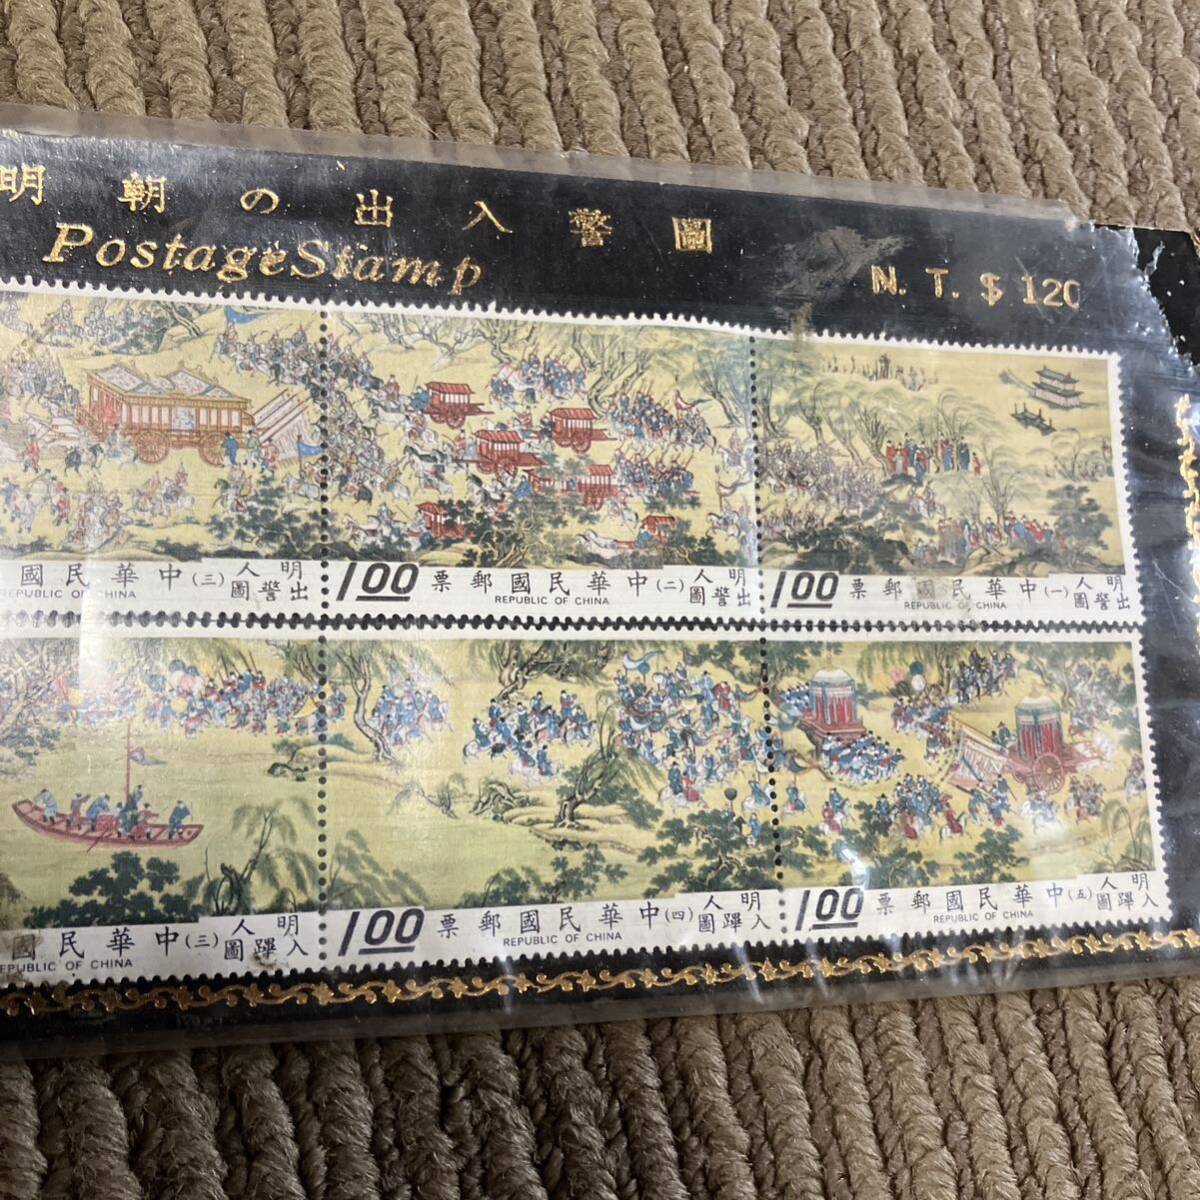 明朝の出入警圖
PostageStamp
N.T.$120
國民華中(三) 人明
圖警出
REPUBLIC OF CHINA
1.00 票郵國民華中(二) 人明
圖警出
REPUBLIC OF CHINA
1.00 票郵國民華中(一) 人明
圖警出
REPUBLIC OF CHINA
國民華中(三) 人明
圖蹕入
REPUBLIC OF CHINA
1.00 票郵國民華中(四) 人明
圖蹕入
REPUBLIC OF CHINA
1.00 票郵國民華中(五) 人明
圖蹕入
REPUBLIC OF CHINA